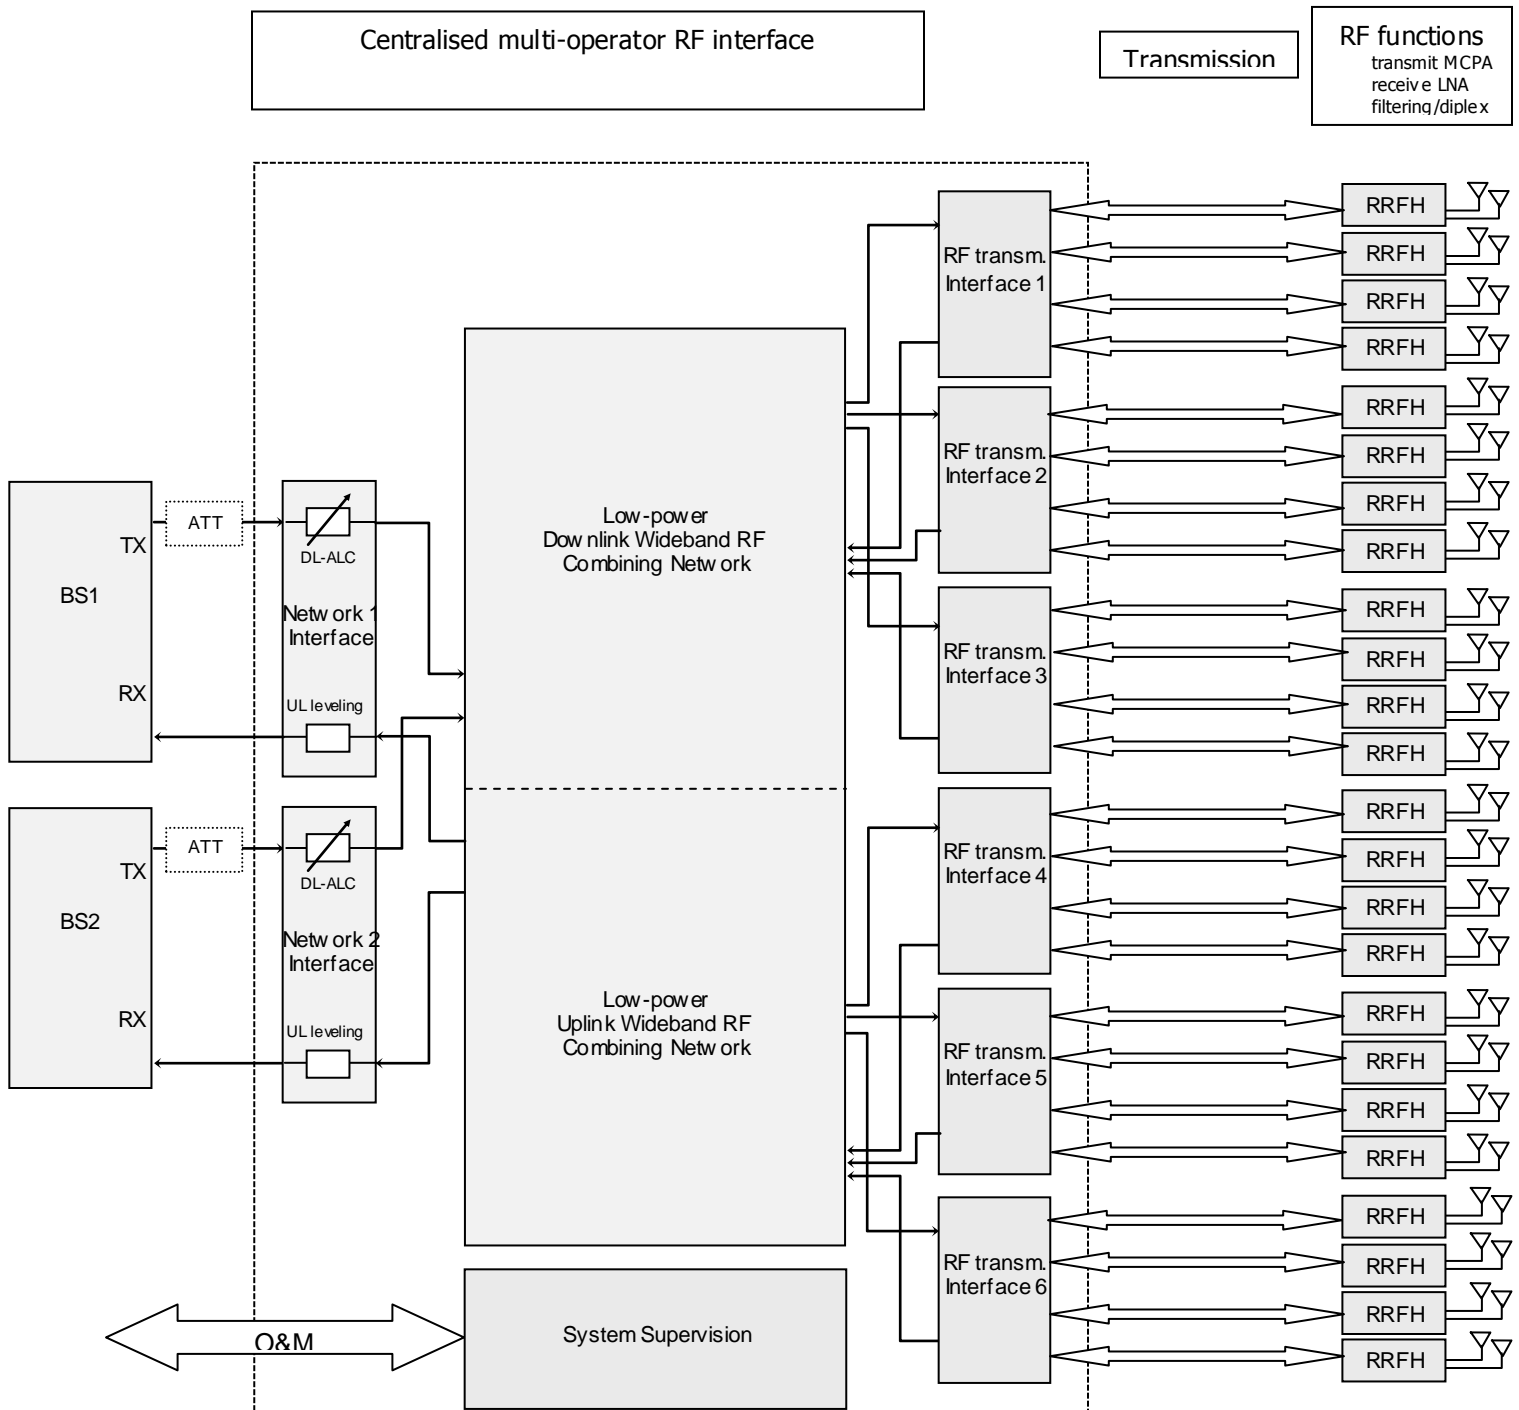 Centralised multi-operator RF interface
Transmission
RF functions
transmit MCPA
receive LNA
filtering/diplex
RF transm.
Interface 1
RRFH
RRFH
RRFH
RRFH
RF transm.
Interface 2
RRFH
RRFH
RRFH
RRFH
RF transm.
Interface 3
RRFH
RRFH
RRFH
RRFH
RF transm.
Interface 4
RRFH
RRFH
RRFH
RRFH
RF transm.
Interface 5
RRFH
RRFH
RRFH
RRFH
RF transm.
Interface 6
RRFH
RRFH
RRFH
RRFH
BS1
TX
RX
ATT
DL-ALC
Network 1
Interface
UL leveling
BS2
TX
RX
ATT
DL-ALC
Network 2
Interface
UL leveling
Low-power
Downlink Wideband RF
Combining Network
Low-power
Uplink Wideband RF
Combining Network
O&M
System Supervision